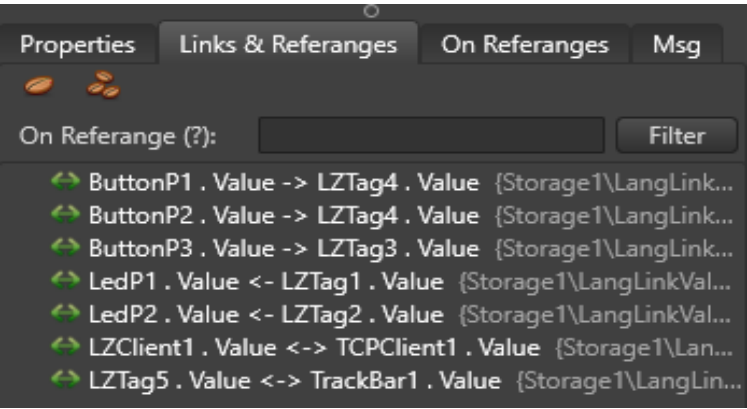 Properties Links & Referanges On Referanges Msg
On Referange (?): Filter
ButtonP1 . Value -> LZTag4 . Value {Storage1\LangLink...
ButtonP2 . Value -> LZTag4 . Value {Storage1\LangLink...
ButtonP3 . Value -> LZTag3 . Value {Storage1\LangLink...
LedP1 . Value <- LZTag1 . Value {Storage1\LangLinkVal...
LedP2 . Value <- LZTag2 . Value {Storage1\LangLinkVal...
LZClient1 . Value <-> TCPClient1 . Value {Storage1\Lan...
LZTag5 . Value <-> TrackBar1 . Value {Storage1\LangLin...